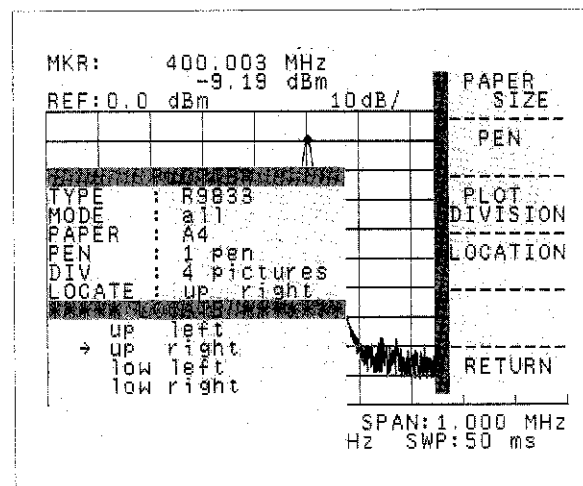 MKR: 400.003 MHz
-9.19 dBm
REF:0.0 dBm 10dB/
TYPE : R9833
MODE : all
PAPER : A4
PEN : 1 pen
DIV : 4 pictures
LOCATE : up right
***** LOCATE ******
up left
→ up right
low left
low right
PAPER
SIZE
PEN
PLOT
DIVISION
LOCATION
RETURN
SPAN:1.000 MHz
Hz SWP:50 ms